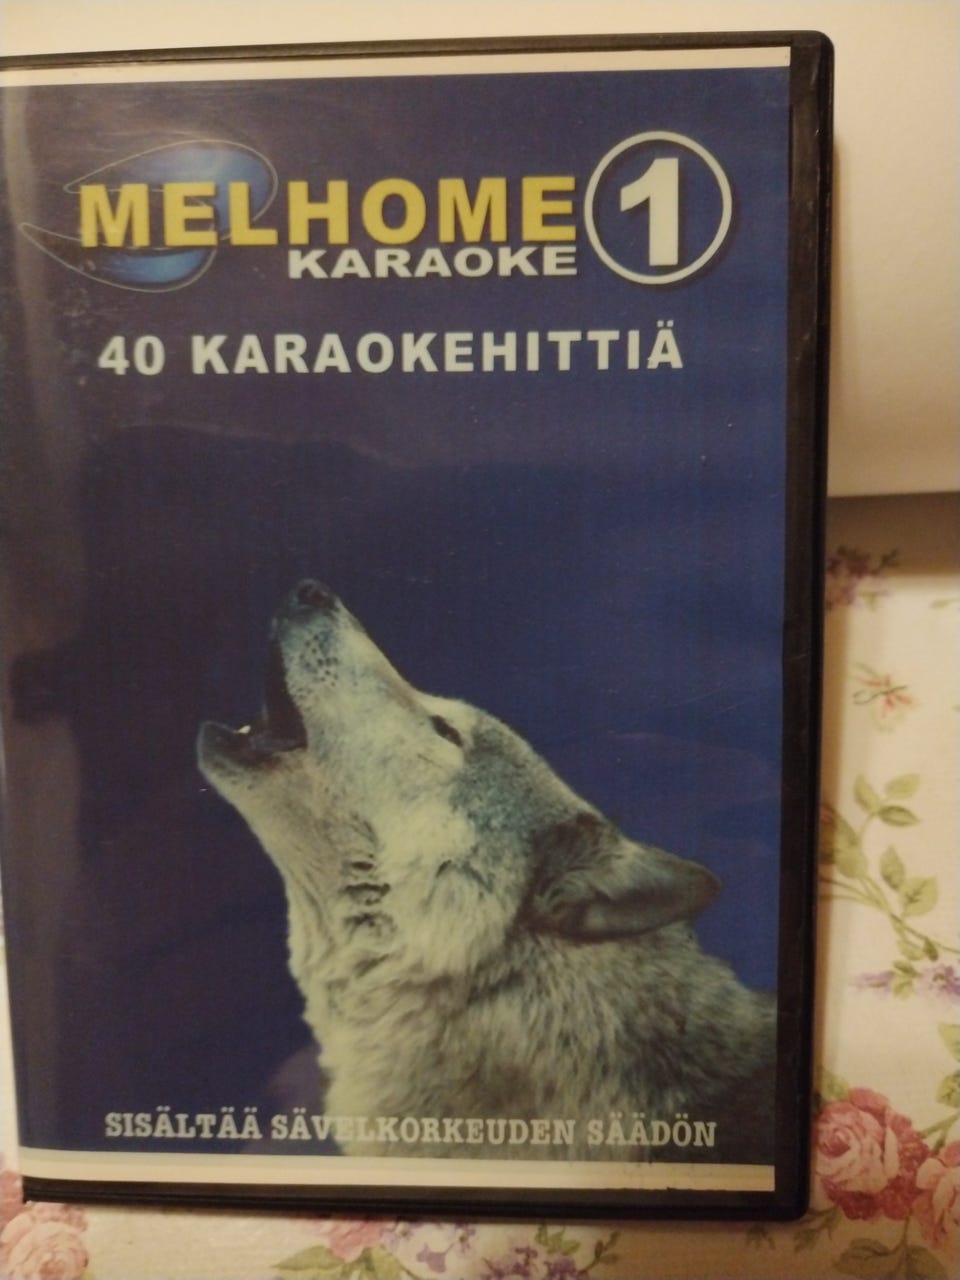 MELHOME 1
KARAOKE
40 KARAOKEHITTIÄ
SISÄLTÄÄ SÄVELKORKEUDEN SÄÄDÖN